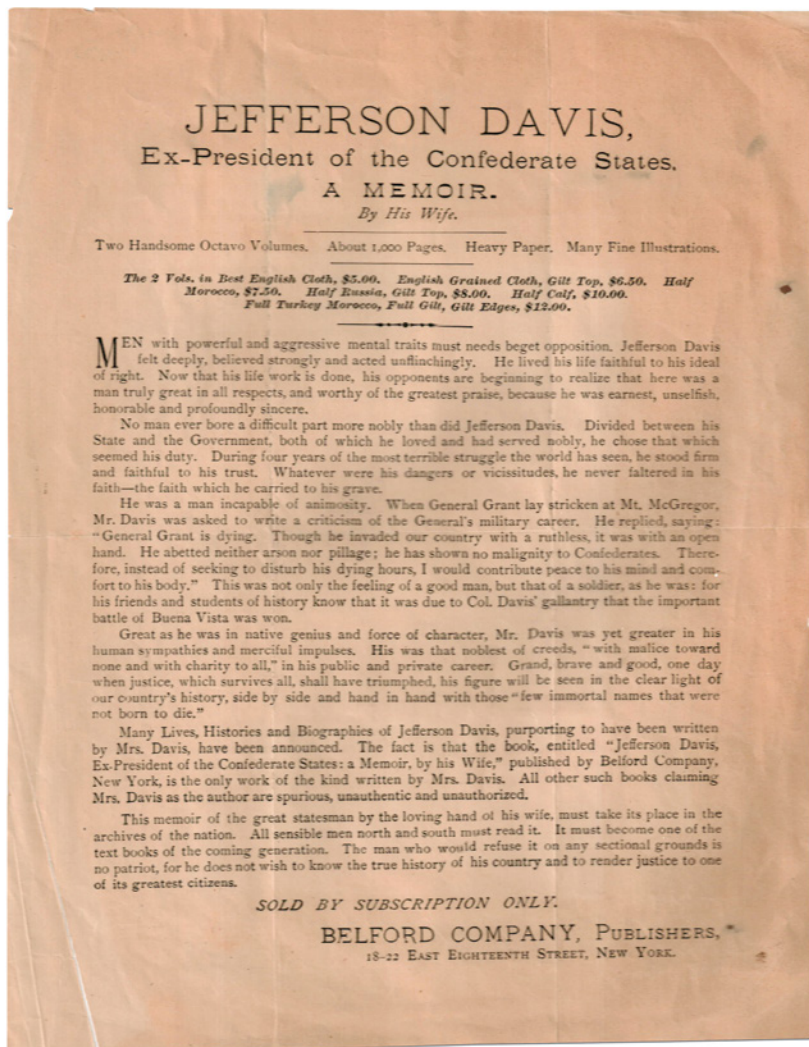 JEFFERSON DAVIS,
Ex-President of the Confederate States.
A MEMOIR.
By His Wife.
Two Handsome Octavo Volumes. About 1,000 Pages. Heavy Paper. Many Fine Illustrations.
The 2 Vols. in Best English Cloth, $5.00. English Grained Cloth, Gilt Top, $6.50. Half
Morocco, $7.50. Half Russia, Gilt Top, $8.00. Half Calf, $10.00.
Full Turkey Morocco, Full Gilt, Gilt Edges, $12.00.
MEN with powerful and aggressive mental traits must needs beget opposition. Jefferson Davis
felt deeply, believed strongly and acted unflinchingly. He lived his life faithful to his ideal
of right. Now that his life work is done, his opponents are beginning to realize that here was a
man truly great in all respects, and worthy of the greatest praise, because he was earnest, unselfish,
honorable and profoundly sincere.
No man ever bore a difficult part more nobly than did Jefferson Davis. Divided between his
State and the Government, both of which he loved and had served nobly, he chose that which
seemed his duty. During four years of the most terrible struggle the world has seen, he stood firm
and faithful to his trust. Whatever were his dangers or vicissitudes, he never faltered in his
faith—the faith which he carried to his grave.
He was a man incapable of animosity. When General Grant lay stricken at Mt. McGregor,
Mr. Davis was asked to write a criticism of the General's military career. He replied, saying:
"General Grant is dying. Though he invaded our country with a ruthless, it was with an open
hand. He abetted neither arson nor pillage; he has shown no malignity to Confederates. There-
fore, instead of seeking to disturb his dying hours, I would contribute peace to his mind and com-
fort to his body." This was not only the feeling of a good man, but that of a soldier, as he was: for
his friends and students of history know that it was due to Col. Davis' gallantry that the important
battle of Buena Vista was won.
Great as he was in native genius and force of character, Mr. Davis was yet greater in his
human sympathies and merciful impulses. His was that noblest of creeds, "with malice toward
none and with charity to all," in his public and private career. Grand, brave and good, one day
when justice, which survives all, shall have triumphed, his figure will be seen in the clear light of
our country's history, side by side and hand in hand with those "few immortal names that were
not born to die."
Many Lives, Histories and Biographies of Jefferson Davis, purporting to have been written
by Mrs. Davis, have been announced. The fact is that the book, entitled "Jefferson Davis,
Ex-President of the Confederate States: a Memoir, by his Wife," published by Belford Company,
New York, is the only work of the kind written by Mrs. Davis. All other such books claiming
Mrs. Davis as the author are spurious, unauthentic and unauthorized.
This memoir of the great statesman by the loving hand of his wife, must take its place in the
archives of the nation. All sensible men north and south must read it. It must become one of the
text books of the coming generation. The man who would refuse it on any sectional grounds is
no patriot, for he does not wish to know the true history of his country and to render justice to one
of its greatest citizens.
SOLD BY SUBSCRIPTION ONLY.
BELFORD COMPANY, PUBLISHERS,
18-22 EAST EIGHTEENTH STREET, NEW YORK.